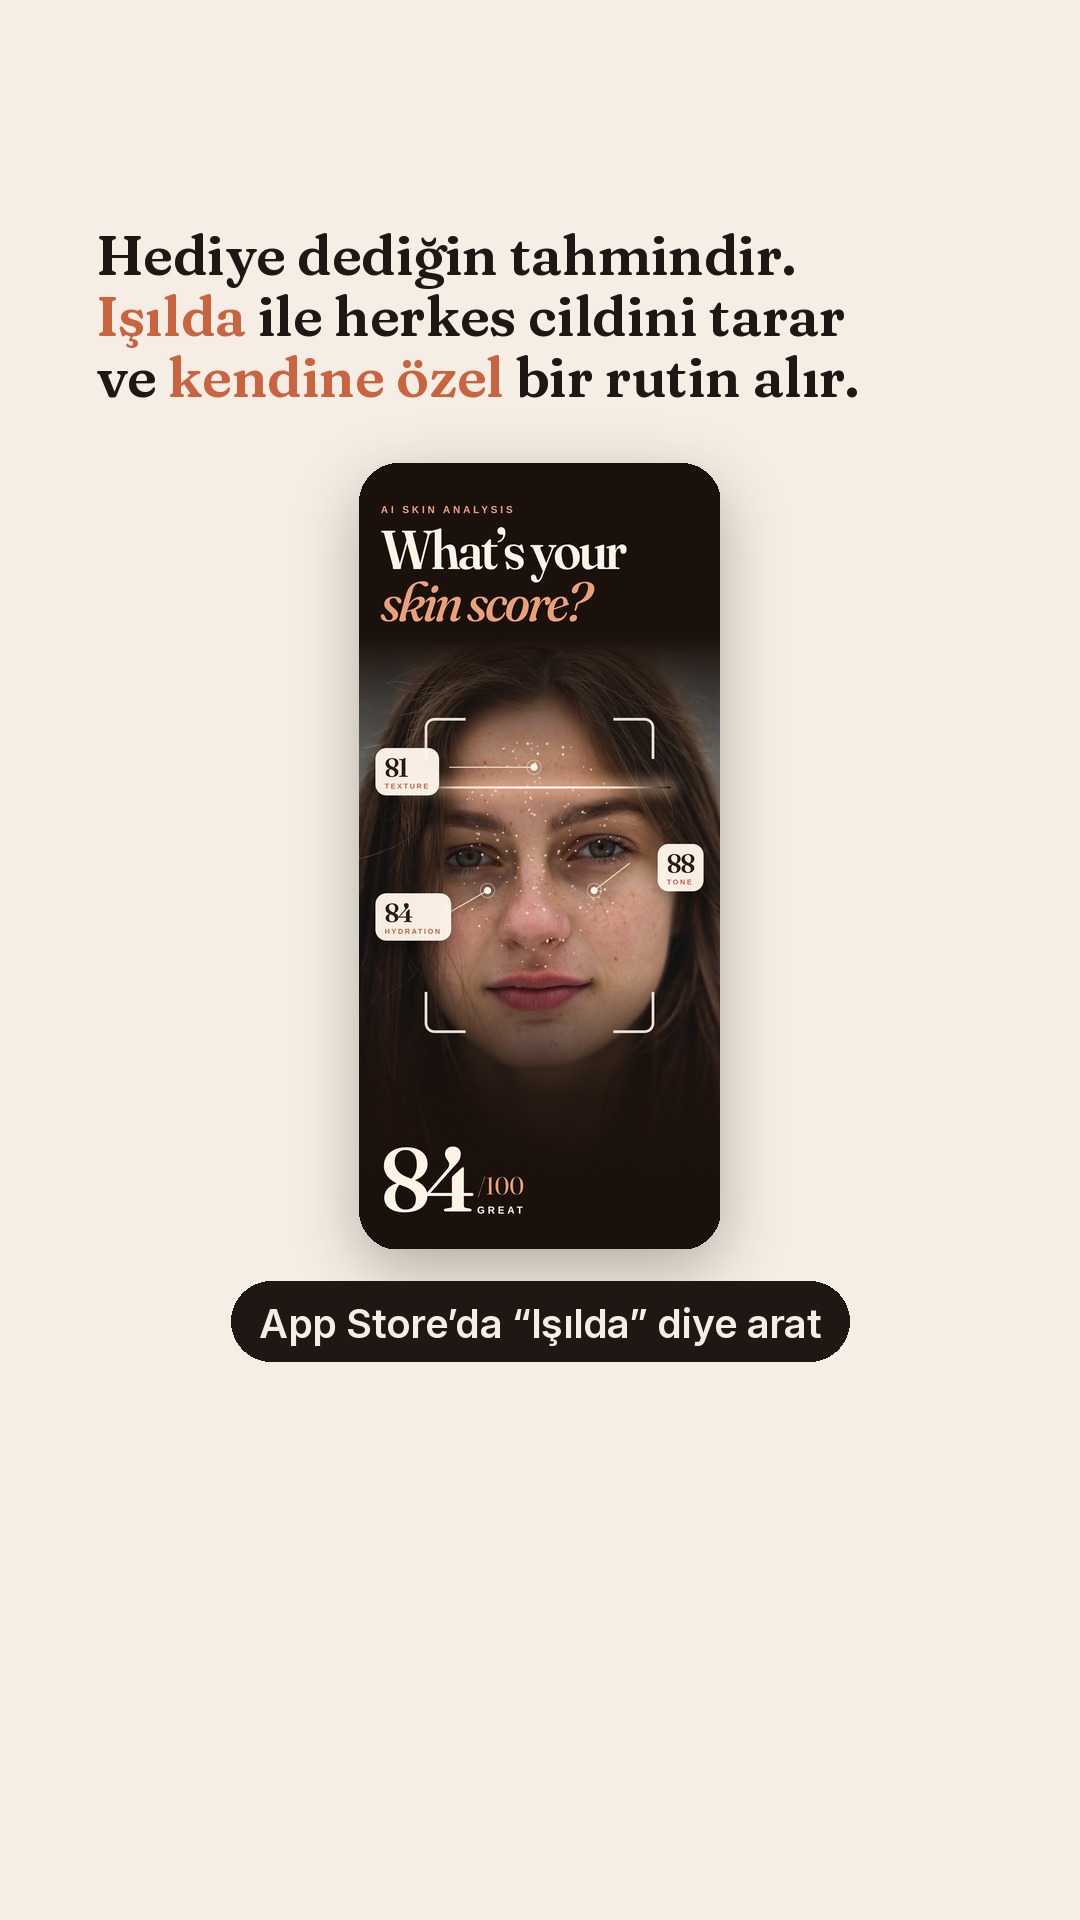 Hediye dediğin tahmindir.
Işılda ile herkes cildini tarar
ve kendine özel bir rutin alır.
AI SKIN ANALYSIS
What’s your
skin score?
81
TEXTURE
88
TONE
84
HYDRATION
84 /100
GREAT
App Store’da “Işılda” diye arat